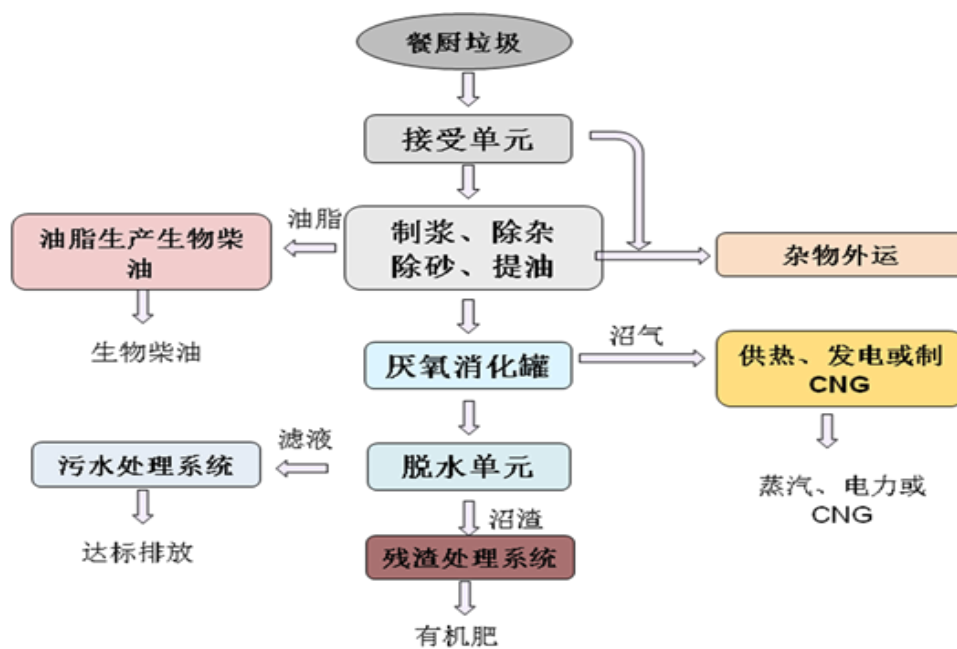 餐厨垃圾
接受单元
油脂
制浆、除杂
除砂、提油
油脂生产生物柴
油
杂物外运
生物柴油
沼气
厌氧消化罐
供热、发电或制
CNG
滤液
污水处理系统
脱水单元
蒸汽、电力或
CNG
沼渣
达标排放
残渣处理系统
有机肥